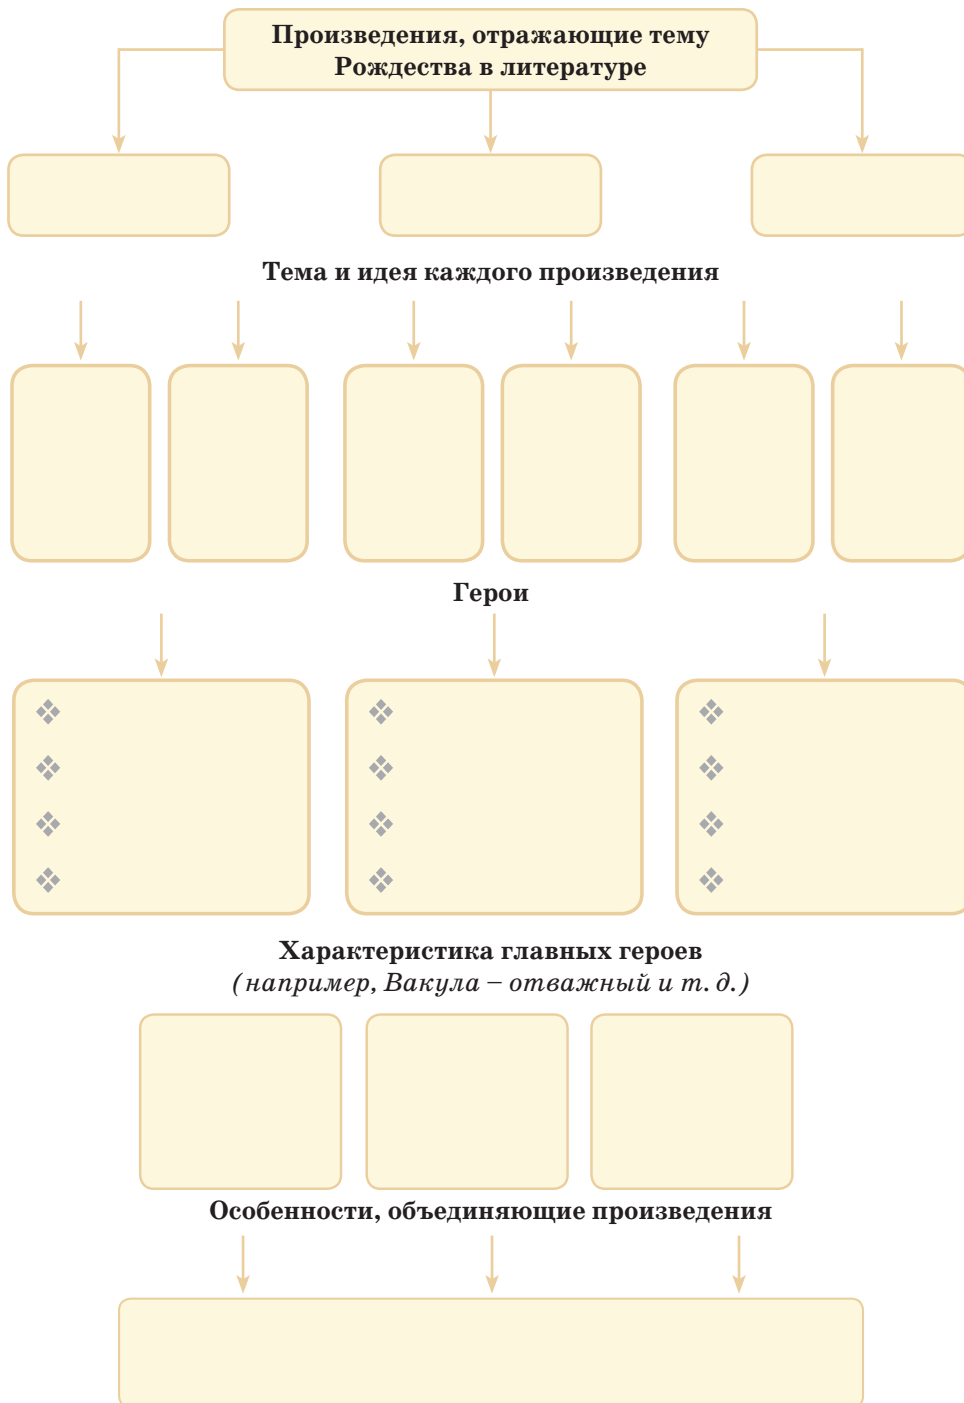 Произведения, отражающие тему
Рождества в литературе
Тема и идея каждого произведения
Герои
❖
❖
❖
❖
❖
❖
❖
❖
❖
❖
❖
❖
Характеристика главных героев
(например, Вакула – отважный и т. д.)
Особенности, объединяющие произведения